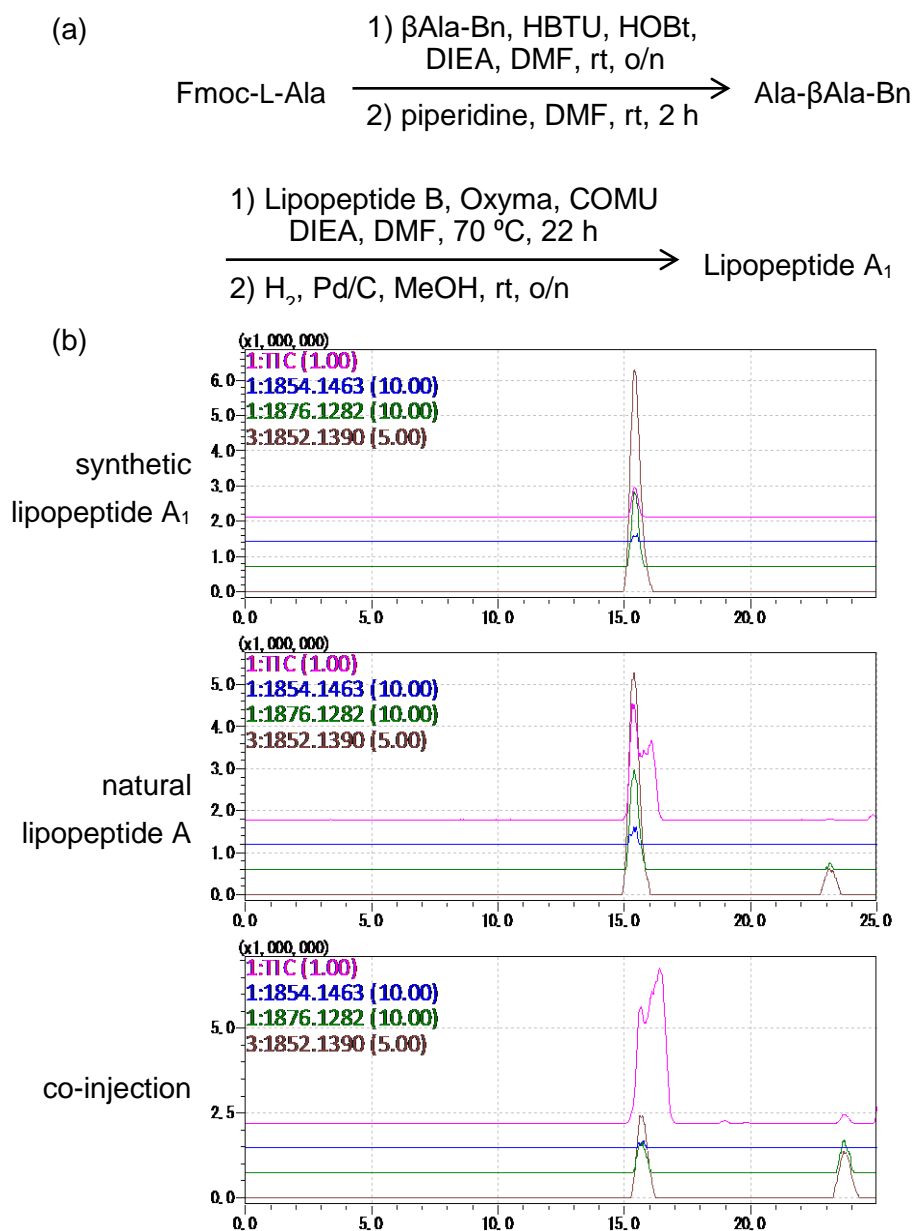 (a)
1) βAla-Bn, HBTU, HOBt,
DIEA, DMF, rt, o/n
Fmoc-L-Ala
Ala-βAla-Bn
2) piperidine, DMF, rt, 2 h
1) Lipopeptide B, Oxyma, COMU
DIEA, DMF, 70 ºC, 22 h
Lipopeptide A₁
2) H₂, Pd/C, MeOH, rt, o/n
(b)
(x1,000,000)
1:TIC (1.00)
1:1854.1463 (10.00)
1:1876.1282 (10.00)
3:1852.1390 (5.00)
6.0
5.0
4.0
3.0
2.0
1.0
0.0
synthetic
lipopeptide A₁
0.0 5.0 10.0 15.0 20.0
(x1,000,000)
1:TIC (1.00)
1:1854.1463 (10.00)
1:1876.1282 (10.00)
3:1852.1390 (5.00)
5.0
4.0
3.0
2.0
1.0
0.0
natural
lipopeptide A
0.0 5.0 10.0 15.0 20.0 25.0
(x1,000,000)
1:TIC (1.00)
1:1854.1463 (10.00)
1:1876.1282 (10.00)
3:1852.1390 (5.00)
5.0
2.5
0.0
co-injection
0.0 5.0 10.0 15.0 20.0